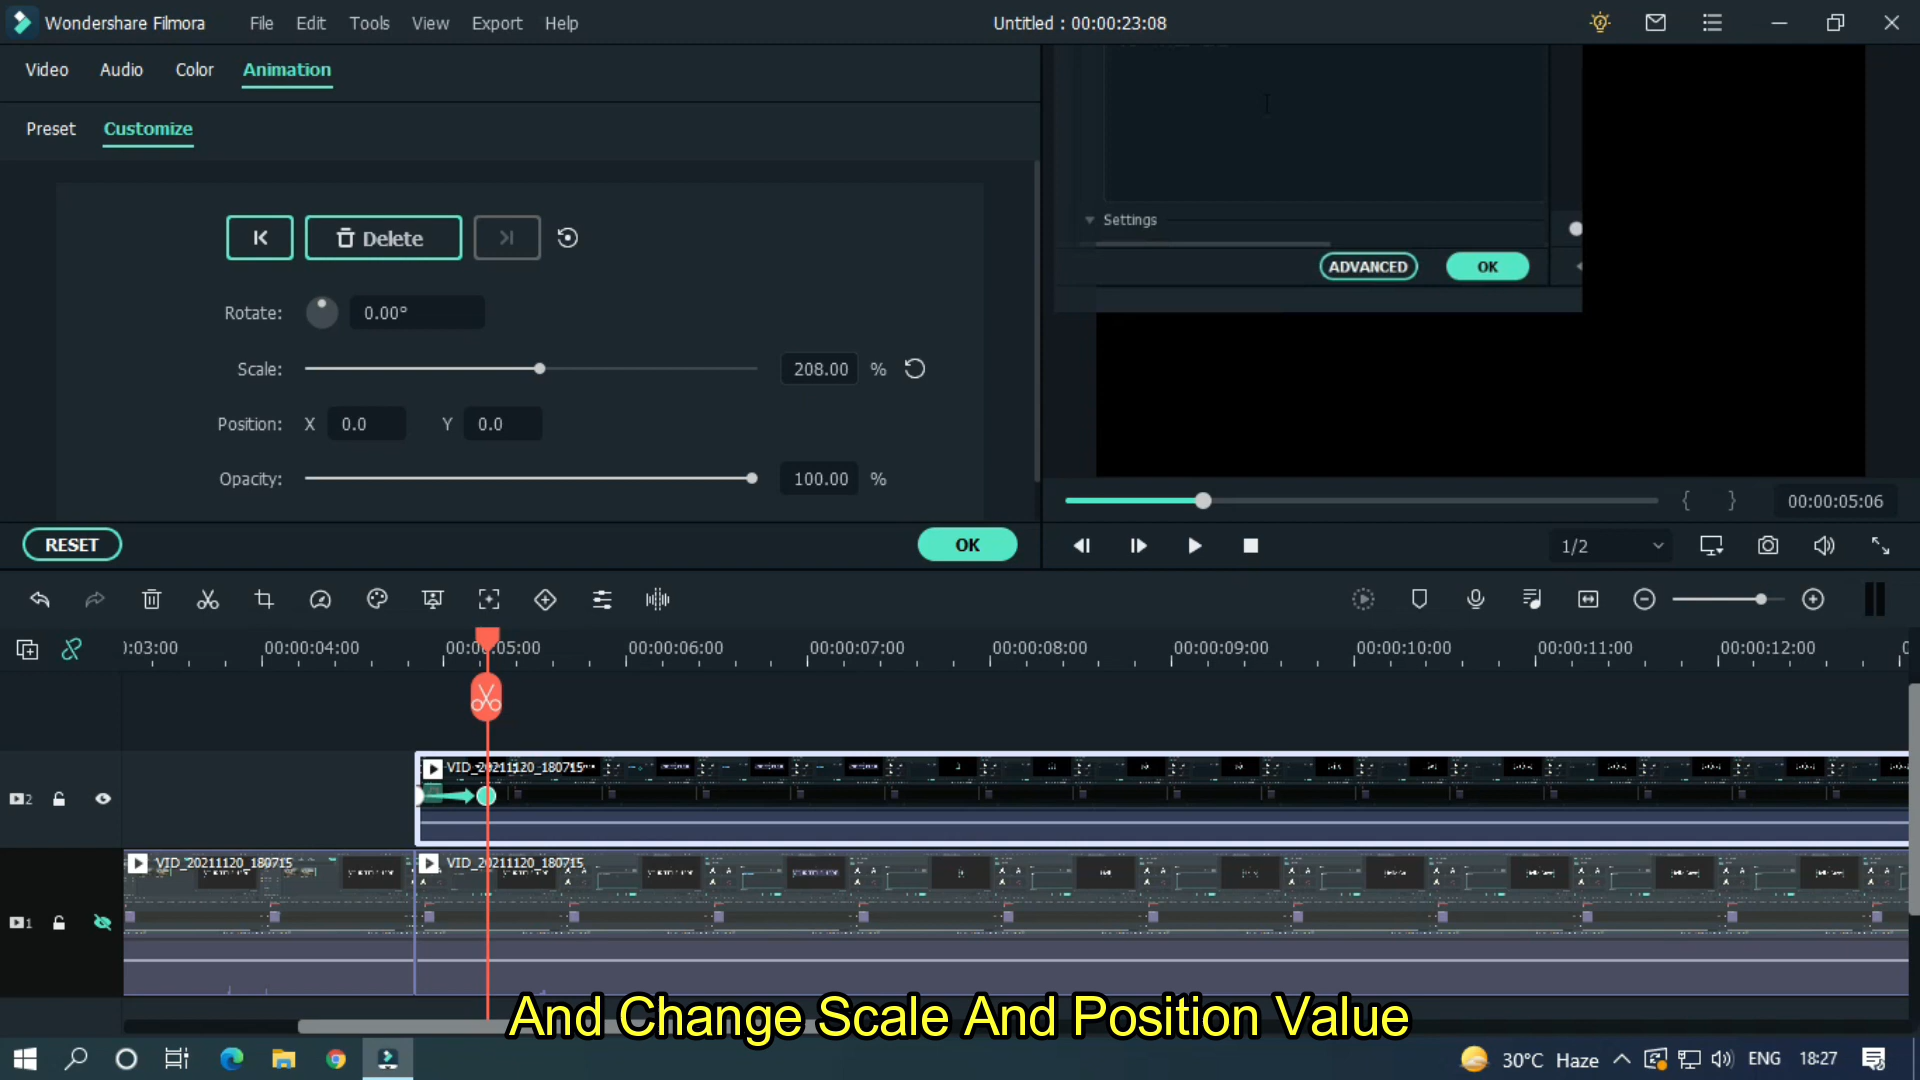 Wondershare Filmora File Edit Tools View Export Help Untitled : 00:00:23:08
Video Audio Color Animation
Preset Customize
Settings
Delete
ADVANCED OK
Rotate: 0.00°
Scale: 208.00 %
Position: X 0.0 Y 0.0
Opacity: 100.00 %
{ } 00:00:05:06
RESET OK 1/2
):03:00 00:00:04:00 00:00:05:00 00:00:06:00 00:00:07:00 00:00:08:00 00:00:09:00 00:00:10:00 00:00:11:00 00:00:12:00
VID_20211120_180715
2
VID_20211120_180715 VID_20211120_180715
1
And Change Scale And Position Value
30°C Haze ENG 18:27